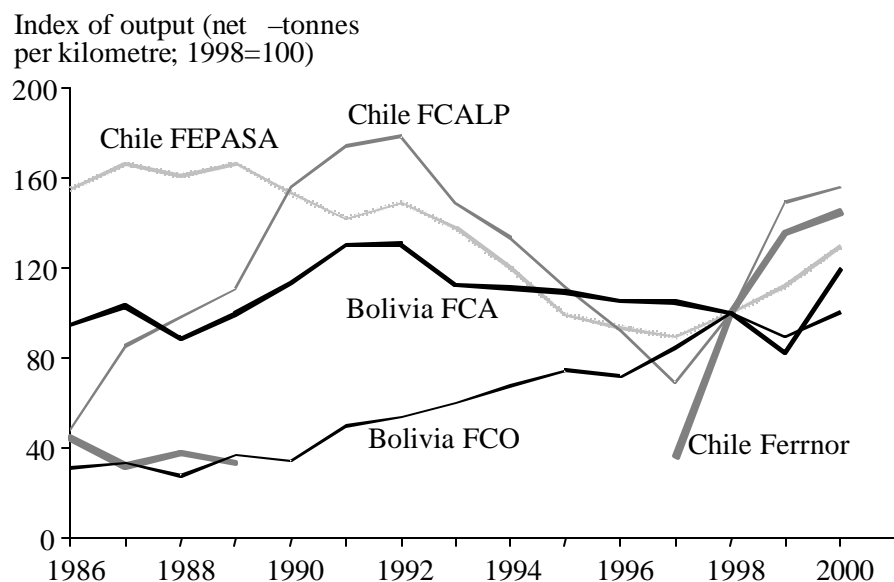 Index of output (net –tonnes
per kilometre; 1998=100)
200
Chile FCALP
Chile FEPASA
160
120
Bolivia FCA
80
Bolivia FCO
Chile Ferrnor
40
0
1986 1988 1990 1992 1994 1996 1998 2000